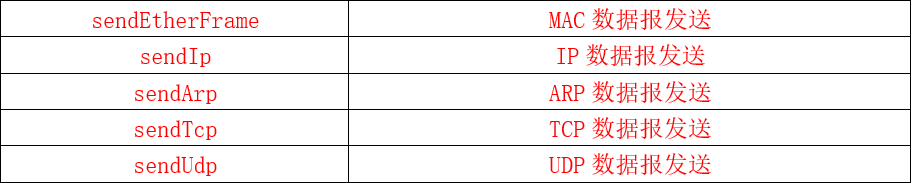 sendEtherFrame MAC 数据报发送
sendIp IP 数据报发送
sendArp ARP 数据报发送
sendTcp TCP 数据报发送
sendUdp UDP 数据报发送